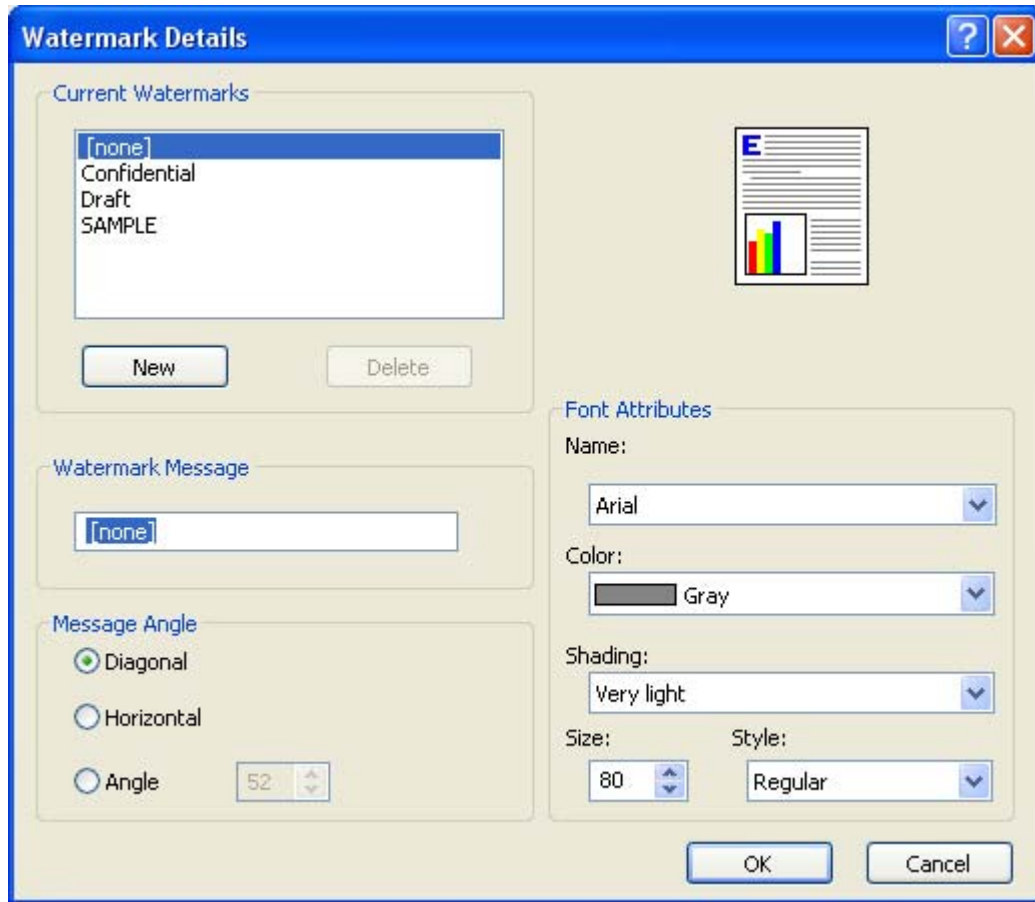 Watermark Details
?
Current Watermarks
[none]
Confidential
Draft
SAMPLE
New
Delete
E
Watermark Message
[none]
Message Angle
Diagonal
Horizontal
Angle
52
Font Attributes
Name:
Arial
Color:
Gray
Shading:
Very light
Size: Style:
80 Regular
OK Cancel